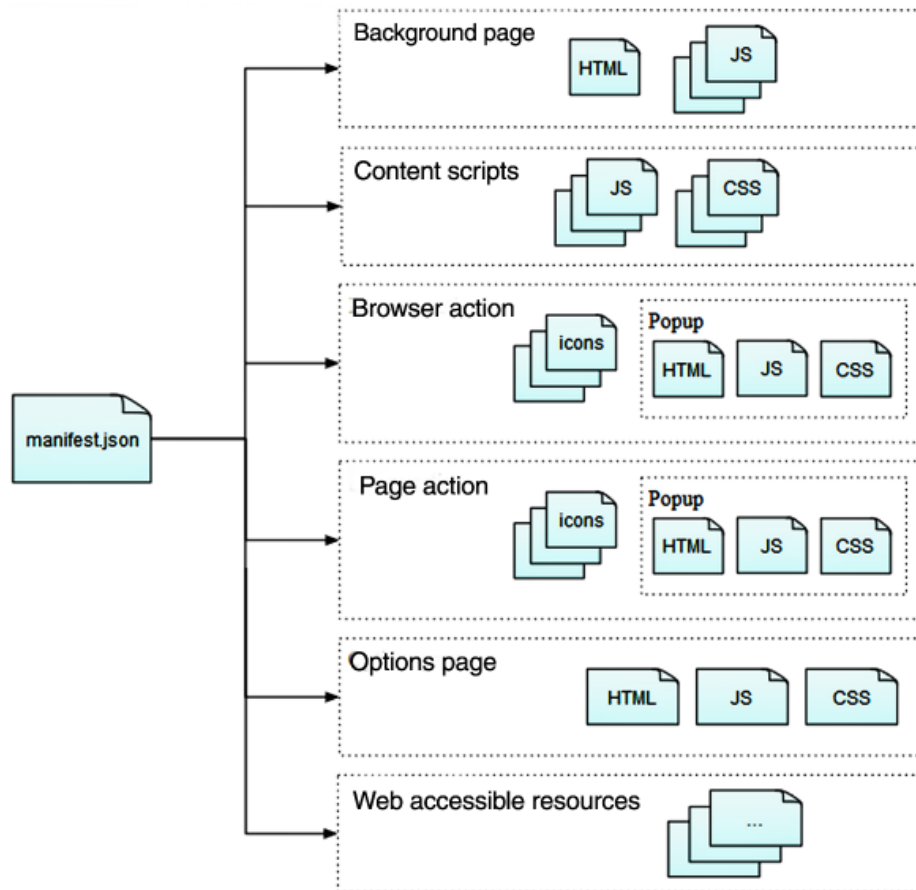 Background page
HTML
JS
Content scripts
JS
CSS
Browser action
icons
Popup
HTML
JS
CSS
manifest.json
Page action
icons
Popup
HTML
JS
CSS
Options page
HTML
JS
CSS
Web accessible resources
...